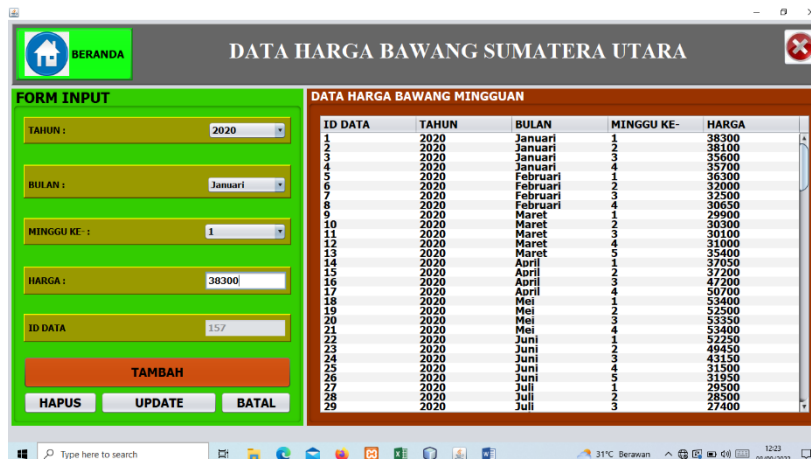 BERANDA
DATA HARGA BAWANG SUMATERA UTARA
FORM INPUT
TAHUN : 2020
BULAN : Januari
MINGGU KE- : 1
HARGA : 38300
ID DATA 157
TAMBAH
HAPUS UPDATE BATAL
DATA HARGA BAWANG MINGGUAN
ID DATA TAHUN BULAN MINGGU KE- HARGA
1 2020 Januari 1 38300
2 2020 Januari 2 38100
3 2020 Januari 3 35600
4 2020 Januari 4 35700
5 2020 Februari 1 36300
6 2020 Februari 2 32000
7 2020 Februari 3 32500
8 2020 Februari 4 30650
9 2020 Maret 1 29900
10 2020 Maret 2 30300
11 2020 Maret 3 30100
12 2020 Maret 4 31000
13 2020 Maret 5 35400
14 2020 April 1 37050
15 2020 April 2 37200
16 2020 April 3 47200
17 2020 April 4 50700
18 2020 Mei 1 53400
19 2020 Mei 2 52500
20 2020 Mei 3 53350
21 2020 Mei 4 53400
22 2020 Juni 1 52250
23 2020 Juni 2 49450
24 2020 Juni 3 43150
25 2020 Juni 4 31500
26 2020 Juni 5 31950
27 2020 Juli 1 29500
28 2020 Juli 2 28500
29 2020 Juli 3 27400
Type here to search
31°C Berawan
12:23